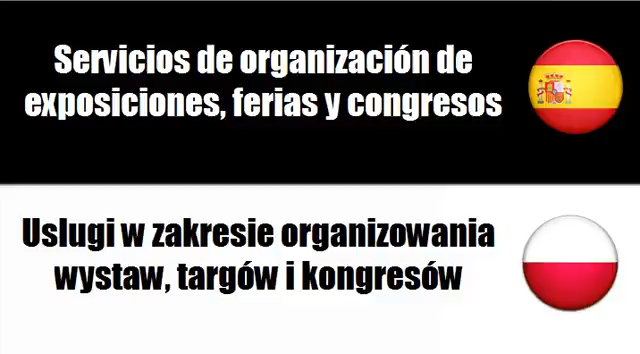 Servicios de organización de
exposiciones, ferias y congresos
Uslugi w zakresie organizowania
wystaw, targów i kongresów